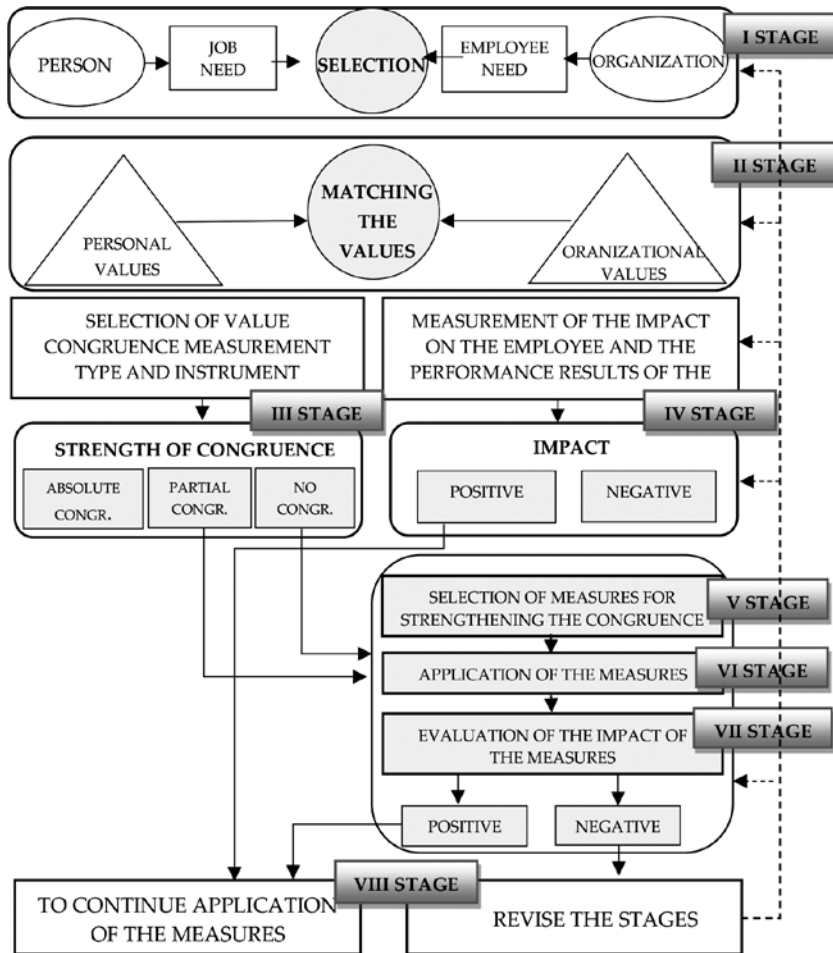 I STAGE
PERSON
JOB
NEED
SELECTION
EMPLOYEE
NEED
ORGANIZATION
II STAGE
MATCHING
THE
VALUES
PERSONAL
VALUES
ORANIZATIONAL
VALUES
SELECTION OF VALUE
CONGRUENCE MEASUREMENT
TYPE AND INSTRUMENT
MEASUREMENT OF THE IMPACT
ON THE EMPLOYEE AND THE
PERFORMANCE RESULTS OF THE
III STAGE
IV STAGE
STRENGTH OF CONGRUENCE
ABSOLUTE
CONGR.
PARTIAL
CONGR.
NO
CONGR.
IMPACT
POSITIVE
NEGATIVE
SELECTION OF MEASURES FOR
STRENGTHENING THE CONGRUENCE
V STAGE
APPLICATION OF THE MEASURES
VI STAGE
EVALUATION OF THE IMPACT OF
THE MEASURES
VII STAGE
POSITIVE
NEGATIVE
VIII STAGE
TO CONTINUE APPLICATION
OF THE MEASURES
REVISE THE STAGES